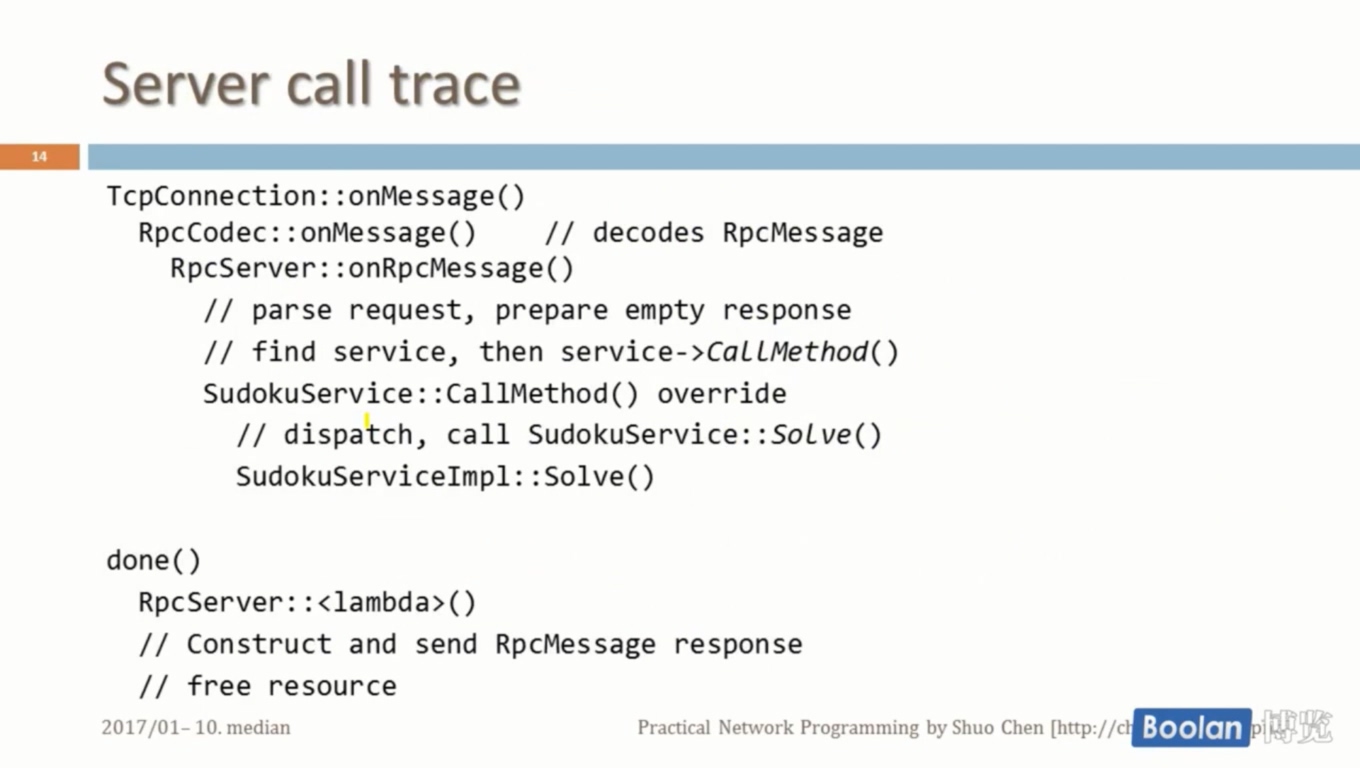 Server call trace
14
TcpConnection::onMessage()
RpcCodec::onMessage() // decodes RpcMessage
RpcServer::onRpcMessage()
// parse request, prepare empty response
// find service, then service->CallMethod()
SudokuService::CallMethod() override
// dispatch, call SudokuService::Solve()
SudokuServiceImpl::Solve()
done()
RpcServer::<lambda>()
// Construct and send RpcMessage response
// free resource
2017/01– 10. median
Practical Network Programming by Shuo Chen [http://ch
Boolan 博览